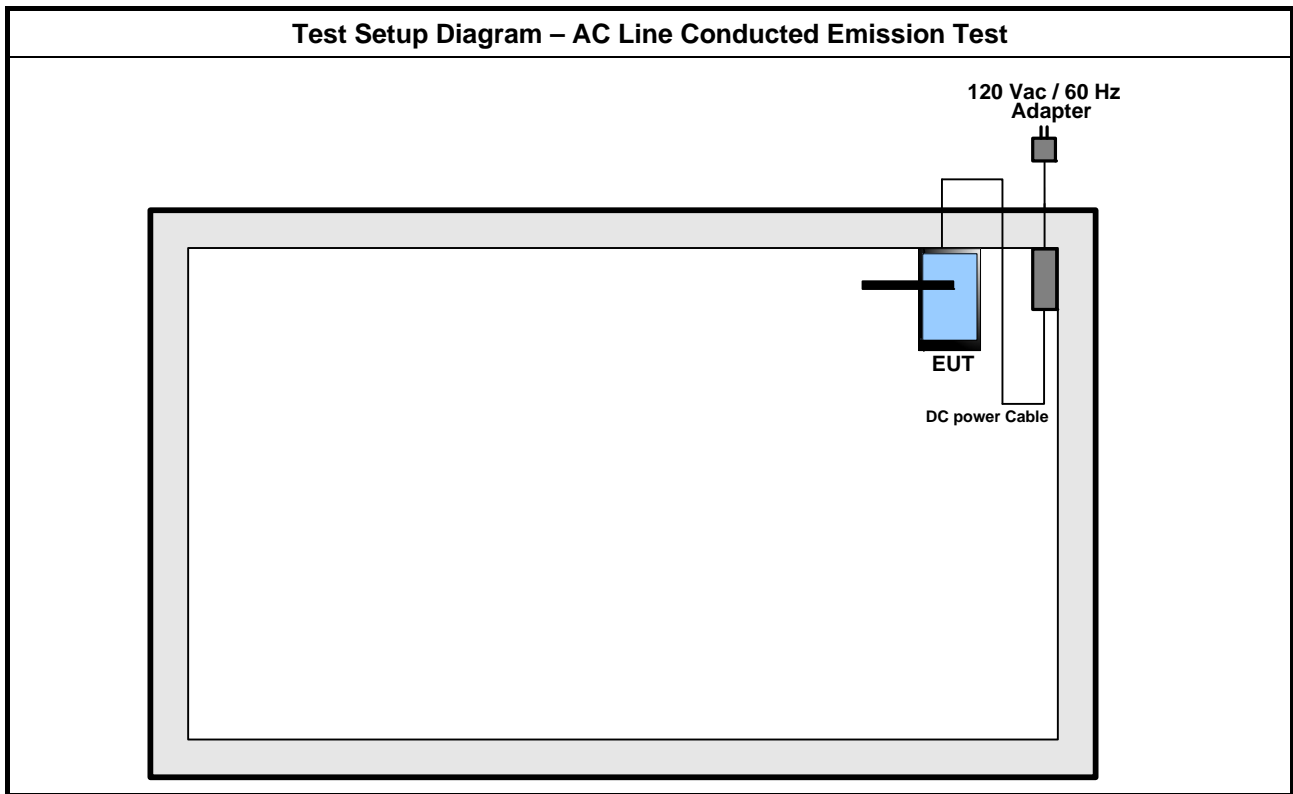 Test Setup Diagram – AC Line Conducted Emission Test
120 Vac / 60 Hz
Adapter
EUT
DC power Cable